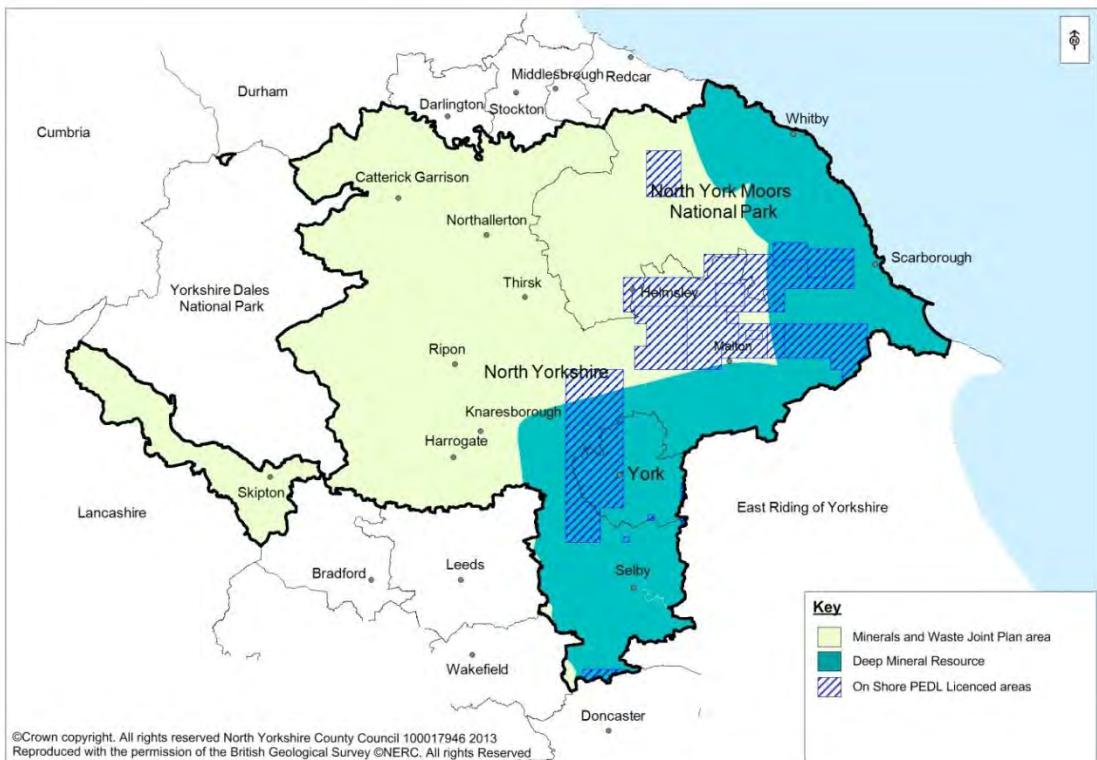 Redcar
Middlesbrough
Durham
Darlington
Stockton
Cumbria
Whitby
Catterick Garrison
North York Moors
National Park
Northallerton
Scarborough
Yorkshire Dales
National Park
Thirsk
Helmsley
Malton
Ripon
North Yorkshire
Knaresborough
Harrogate
York
Skipton
Lancashire
East Riding of Yorkshire
Bradford
Leeds
Selby
Wakefield
Doncaster
Key
Minerals and Waste Joint Plan area
Deep Mineral Resource
On Shore PEDL Licenced areas
©Crown copyright. All rights reserved North Yorkshire County Council 100017946 2013
Reproduced with the permission of the British Geological Survey ©NERC. All rights Reserved